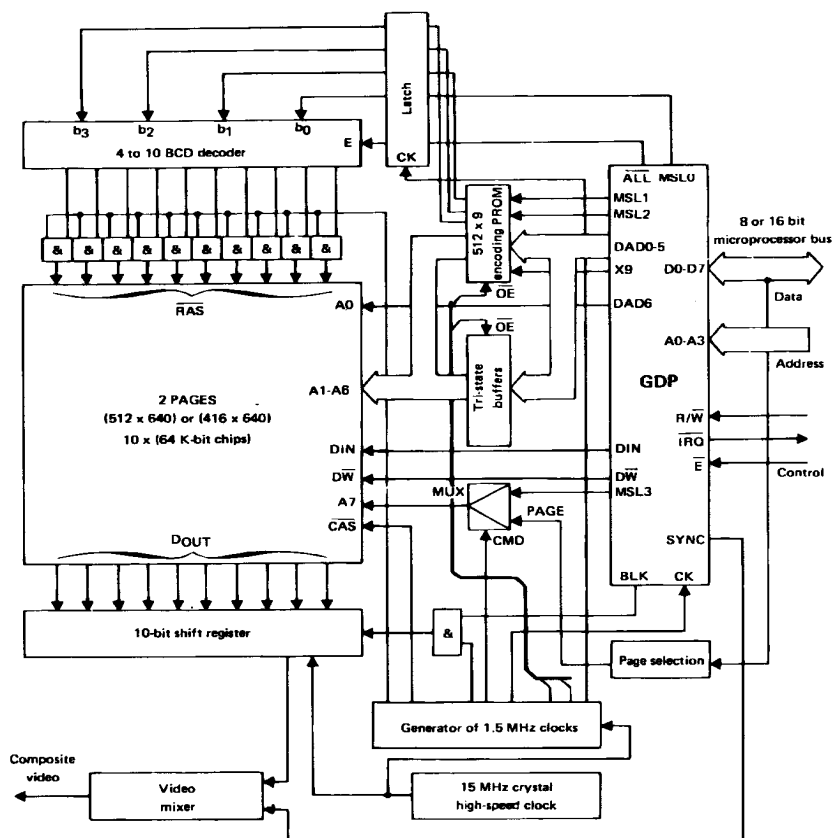 b3
b2
b1
b0
4 to 10 BCD decoder
E
Latch
CK
& & & & & & & & & &
RAS
2 PAGES
(512 x 640) or (416 x 640)
10 x (64 K-bit chips)
A0
A1-A6
DIN
DW
A7
CAS
DOUT
10-bit shift register
512 x 9
encoding PROM
OE
OE
Tri-state
buffers
MUX
PAGE
CMD
&
ALL MSL0
MSL1
MSL2
DAD0-5
X9
DAD6
GDP
D0-D7
A0-A3
R/W
IRQ
E
DIN
DW
MSL3
SYNC
BLK
CK
8 or 16 bit
microprocessor bus
Data
Address
Control
Page selection
Generator of 1.5 MHz clocks
15 MHz crystal
high-speed clock
Composite
video
Video
mixer